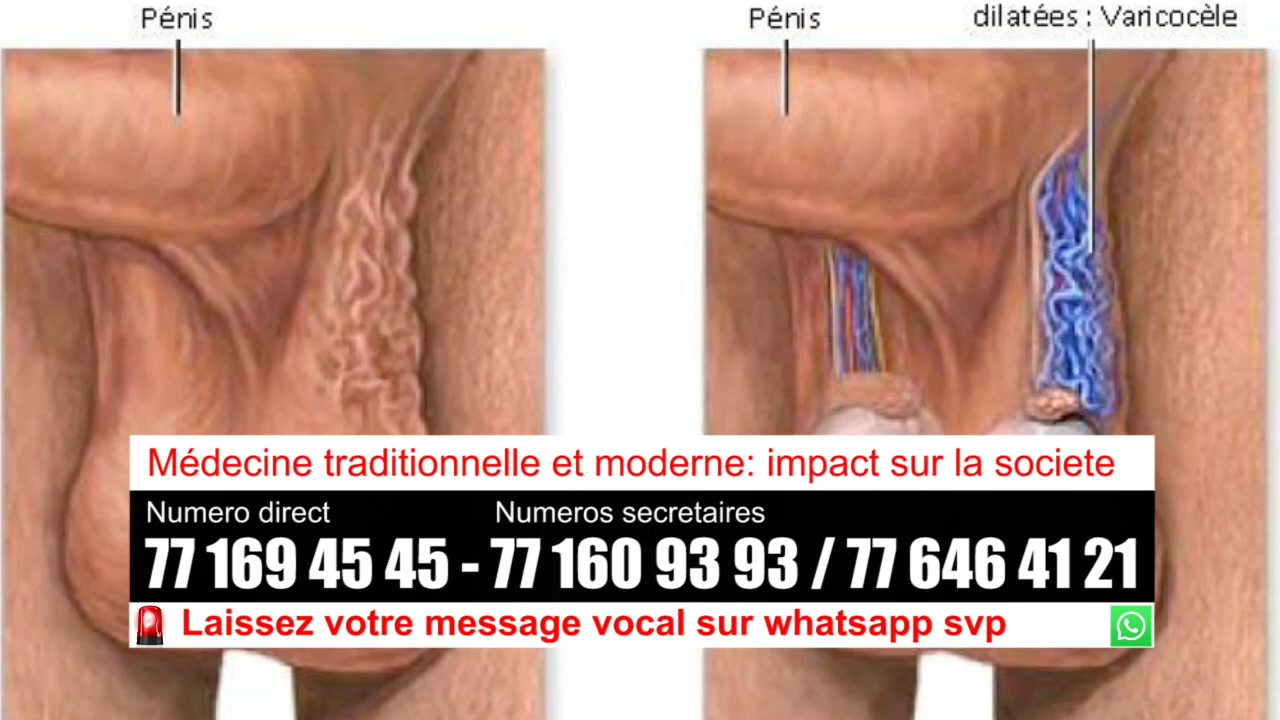 Pénis
Pénis
dilatées : Varicocèle
Médecine traditionnelle et moderne: impact sur la societe
Numero direct
Numeros secretaires
77 169 45 45 - 77 160 93 93 / 77 646 41 21
Laissez votre message vocal sur whatsapp svp